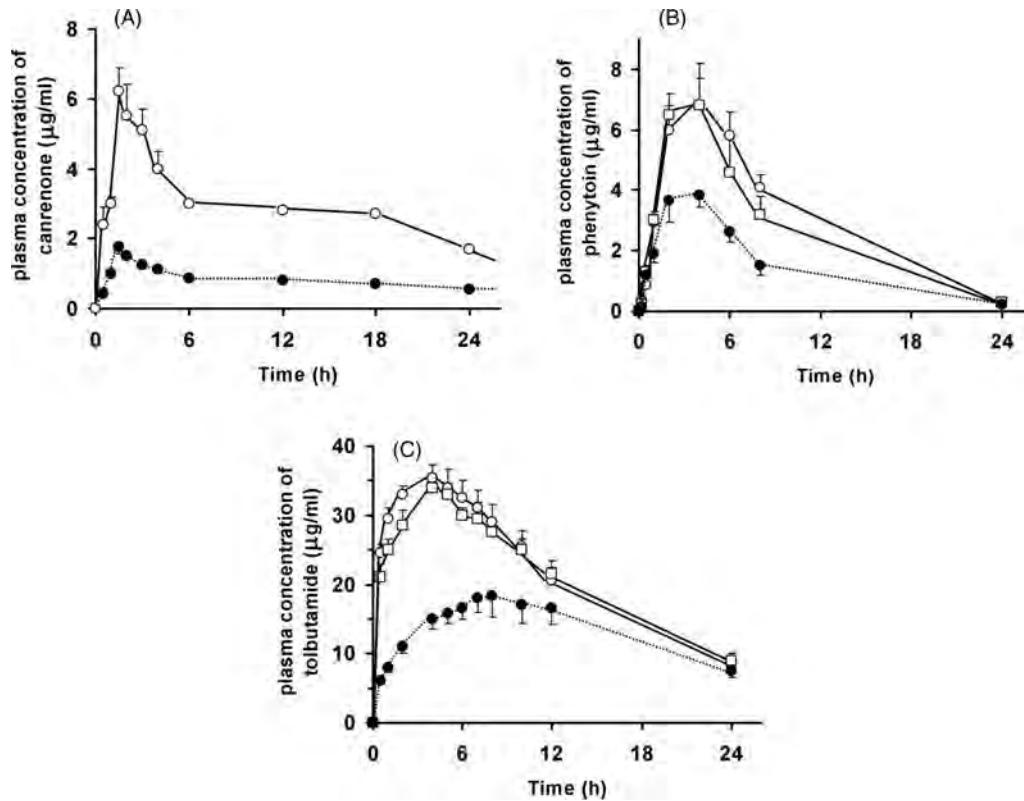 (A)
plasma concentration of
canrenone (µg/ml)
8
6
4
2
0
0 6 12 18 24
Time (h)
(B)
plasma concentration of
phenytoin (µg/ml)
8
6
4
2
0
0 6 12 18 24
Time (h)
(C)
plasma concentration of
tolbutamide (µg/ml)
40
30
20
10
0
0 6 12 18 24
Time (h)